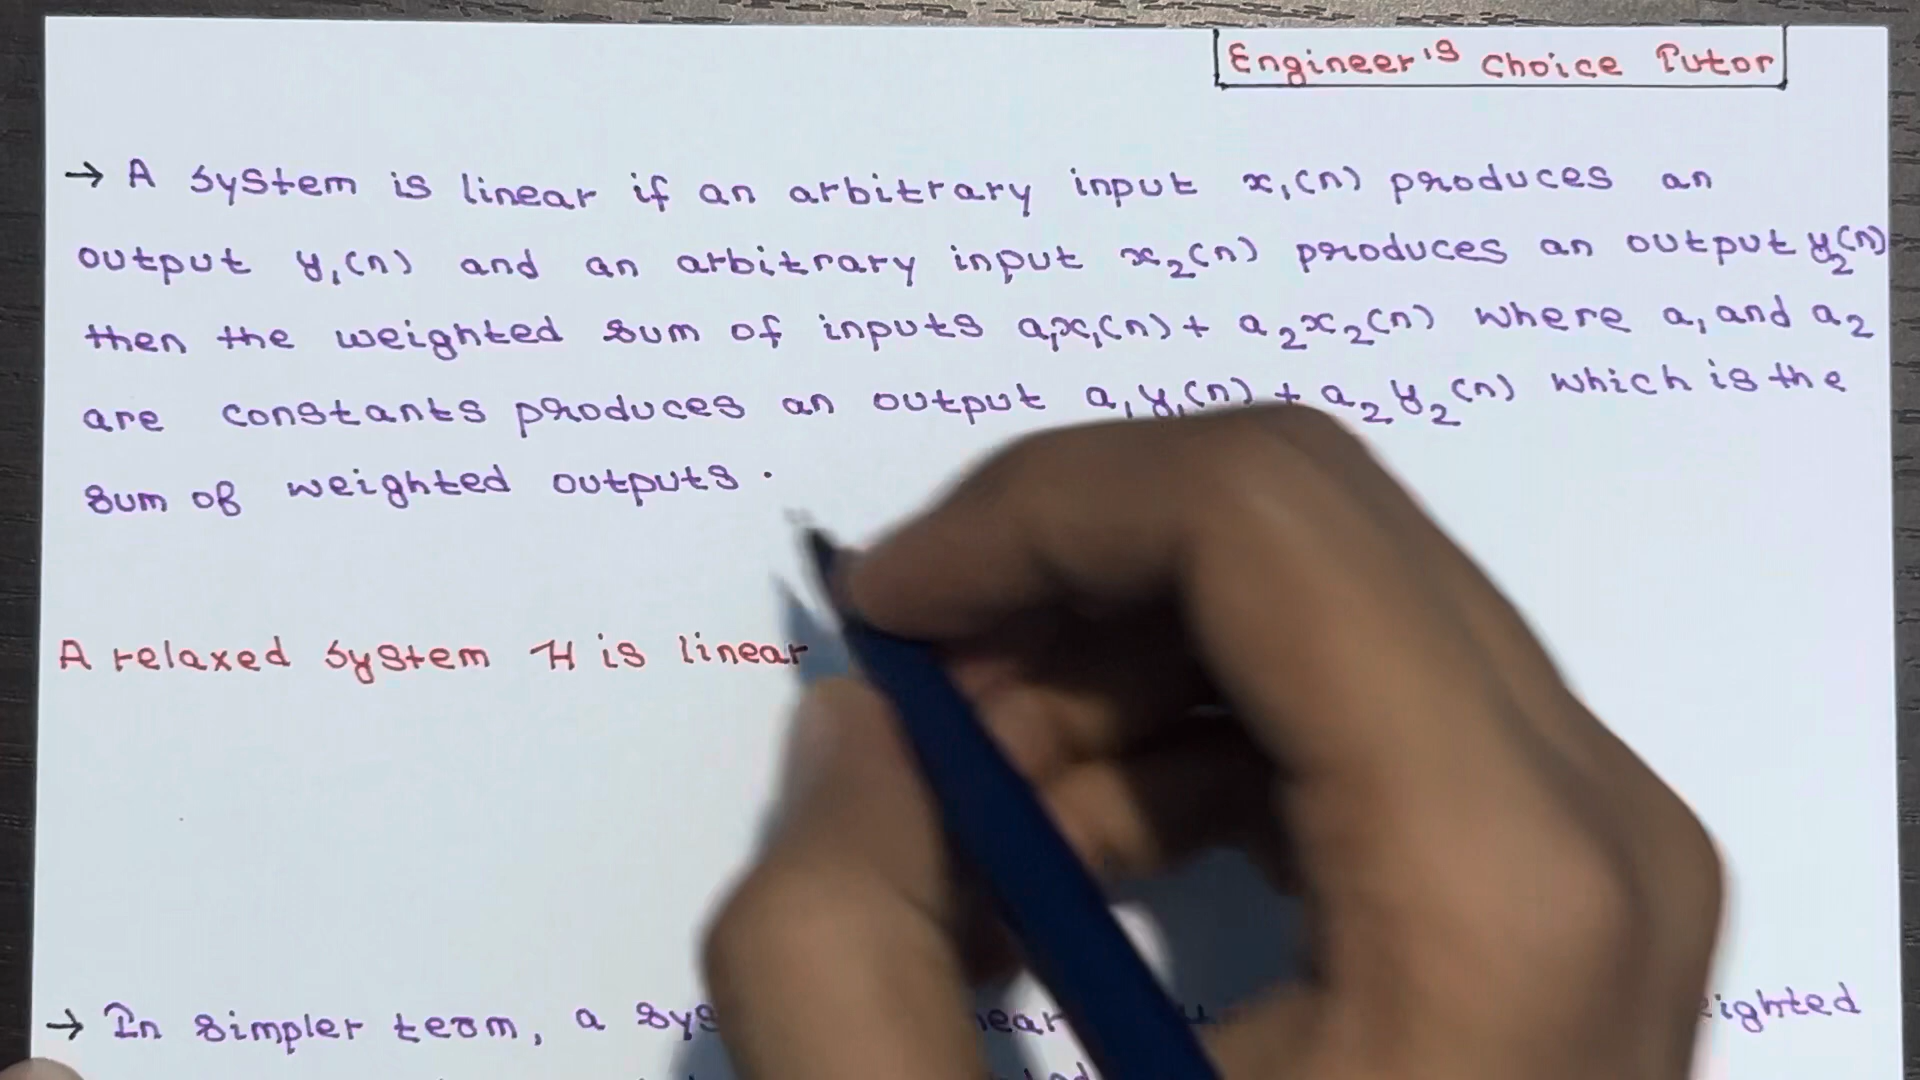 Engineer's Choice Tutor
→ A system is linear if an arbitrary input x₁(n) produces an
output y₁(n) and an arbitrary input x₂(n) produces an output y₂(n)
then the weighted sum of inputs a₁x₁(n) + a₂x₂(n) where a₁ and a₂
are constants produces an output a₁y₁(n) + a₂y₂(n) which is the
sum of weighted outputs.
A relaxed system H is linear
→ In simpler term, a